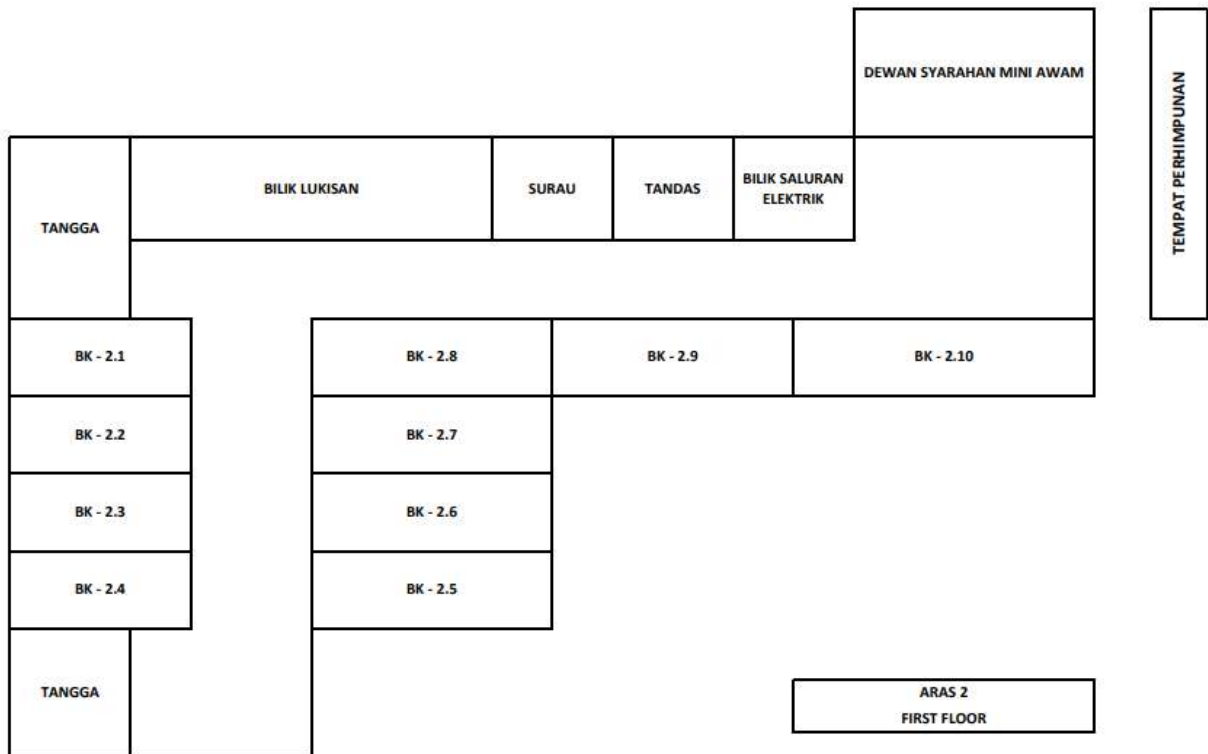 DEWAN SYARAHAN MINI AWAM
TEMPAT PERHIMPUNAN
TANGGA
BILIK LUKISAN
SURAU
TANDAS
BILIK SALURAN
ELEKTRIK
BK - 2.1
BK - 2.8
BK - 2.9
BK - 2.10
BK - 2.2
BK - 2.7
BK - 2.3
BK - 2.6
BK - 2.4
BK - 2.5
TANGGA
ARAS 2
FIRST FLOOR